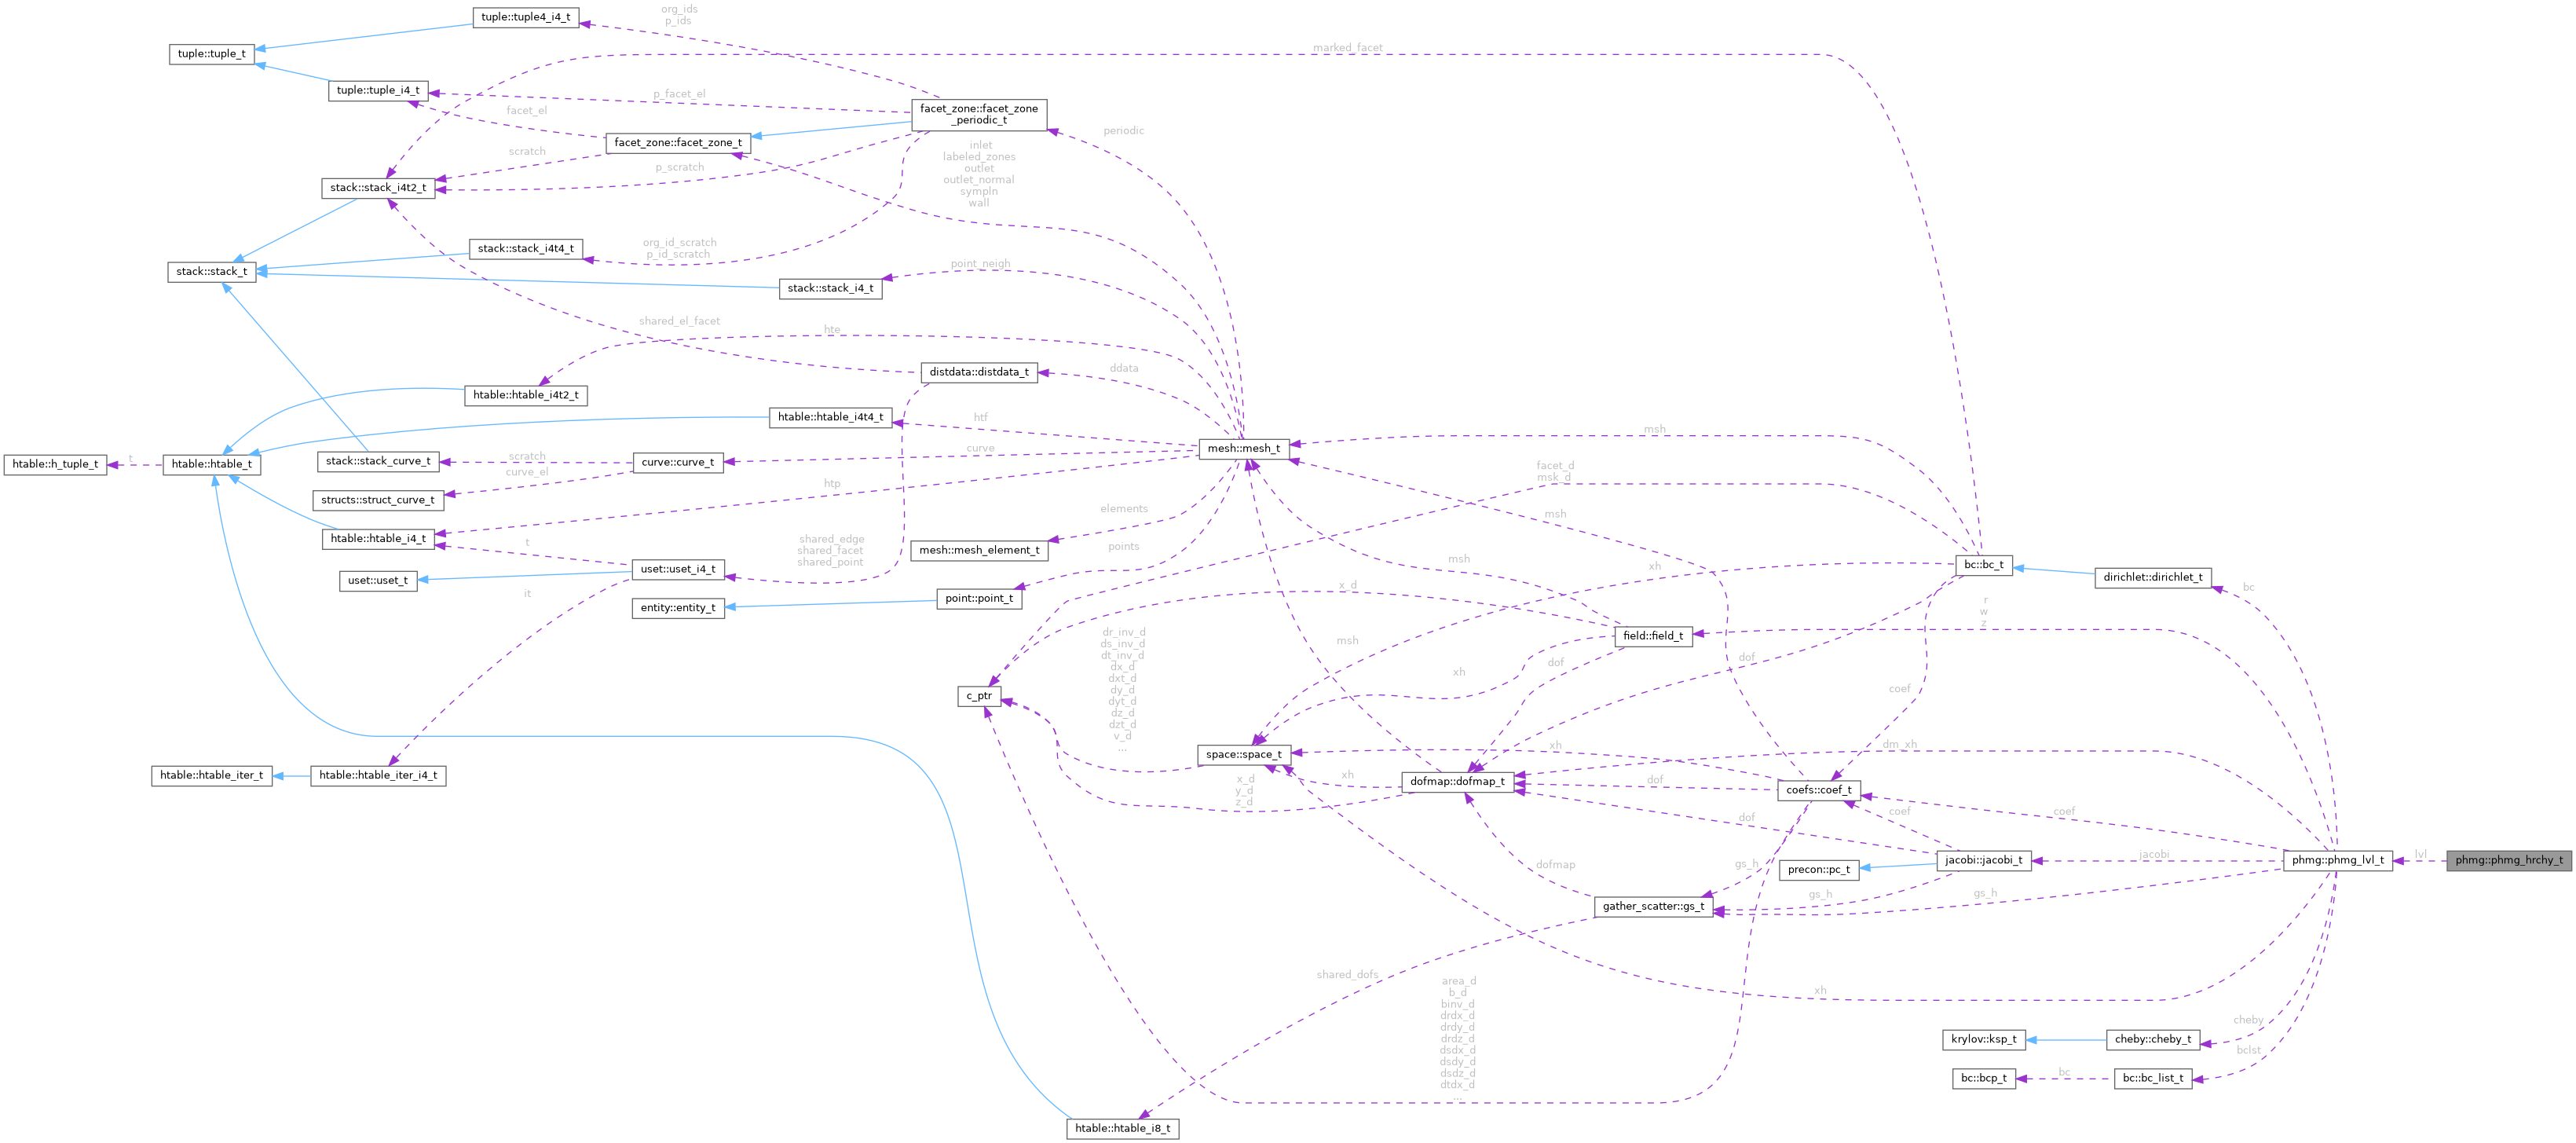 tuple::tuple4_i4_t
org_ids
p_ids
tuple::tuple_t
marked_facet
tuple::tuple_i4_t
p_facet_el
facet_el
facet_zone::facet_zone
_periodic_t
periodic
facet_zone::facet_zone_t
scratch
p_scratch
inlet
labeled_zones
outlet
outlet_normal
sympln
wall
stack::stack_i4t2_t
stack::stack_i4t4_t
org_id_scratch
p_id_scratch
stack::stack_t
point_neigh
stack::stack_i4_t
shared_el_facet
hte
distdata::distdata_t
ddata
htable::htable_i4t2_t
htable::htable_i4t4_t
htf
mesh::mesh_t
msh
htable::h_tuple_t
t
htable::htable_t
stack::stack_curve_t
scratch
curve_el
curve::curve_t
curve
structs::struct_curve_t
htp
facet_d
msk_d
htable::htable_i4_t
t
shared_edge
shared_facet
shared_point
elements
mesh::mesh_element_t
points
msh
msh
xh
bc::bc_t
dirichlet::dirichlet_t
bc
uset::uset_t
uset::uset_i4_t
it
entity::entity_t
point::point_t
x_d
r
w
z
field::field_t
dr_inv_d
ds_inv_d
dt_inv_d
dx_d
dxt_d
dy_d
dyt_d
dz_d
dzt_d
v_d
...
msh
dof
xh
dof
coef
c_ptr
space::space_t
xh
dm_xh
htable::htable_iter_t
htable::htable_iter_i4_t
x_d
y_d
z_d
xh
dofmap::dofmap_t
dof
coefs::coef_t
dof
coef
coef
dofmap
gs_h
precon::pc_t
jacobi::jacobi_t
jacobi
phmg::phmg_lvl_t
lvl
phmg::phmg_hrchy_t
gather_scatter::gs_t
gs_h
gs_h
shared_dofs
area_d
b_d
binv_d
drdx_d
drdy_d
drdz_d
dsdx_d
dsdy_d
dsdz_d
dtdx_d
...
xh
cheby
krylov::ksp_t
cheby::cheby_t
bclst
bc::bcp_t
bc
bc::bc_list_t
htable::htable_i8_t